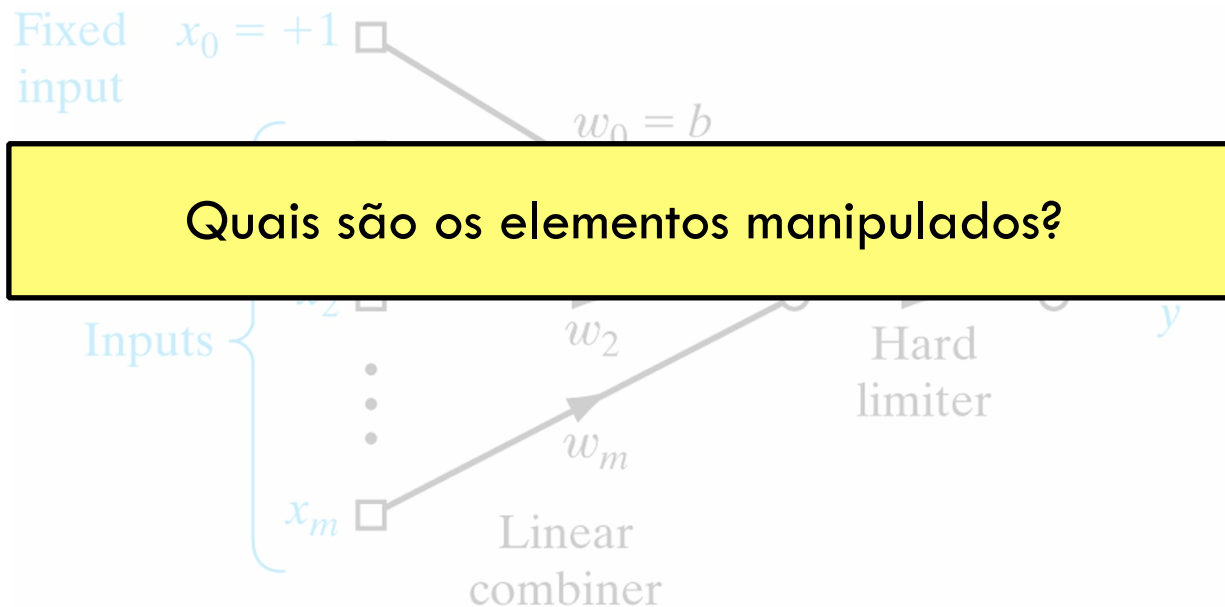 Fixed x₀ = +1
input
w₀ = b
Quais são os elementos manipulados?
Inputs
w₂
y
Hard
limiter
wₘ
xₘ
Linear
combiner